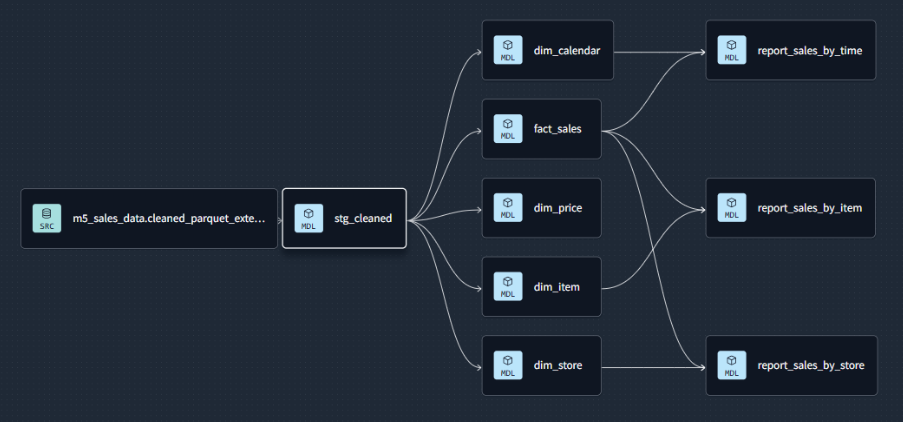 MDL dim_calendar
MDL report_sales_by_time
MDL fact_sales
SRC m5_sales_data.cleaned_parquet_exte...
MDL stg_cleaned
MDL dim_price
MDL report_sales_by_item
MDL dim_item
MDL dim_store
MDL report_sales_by_store